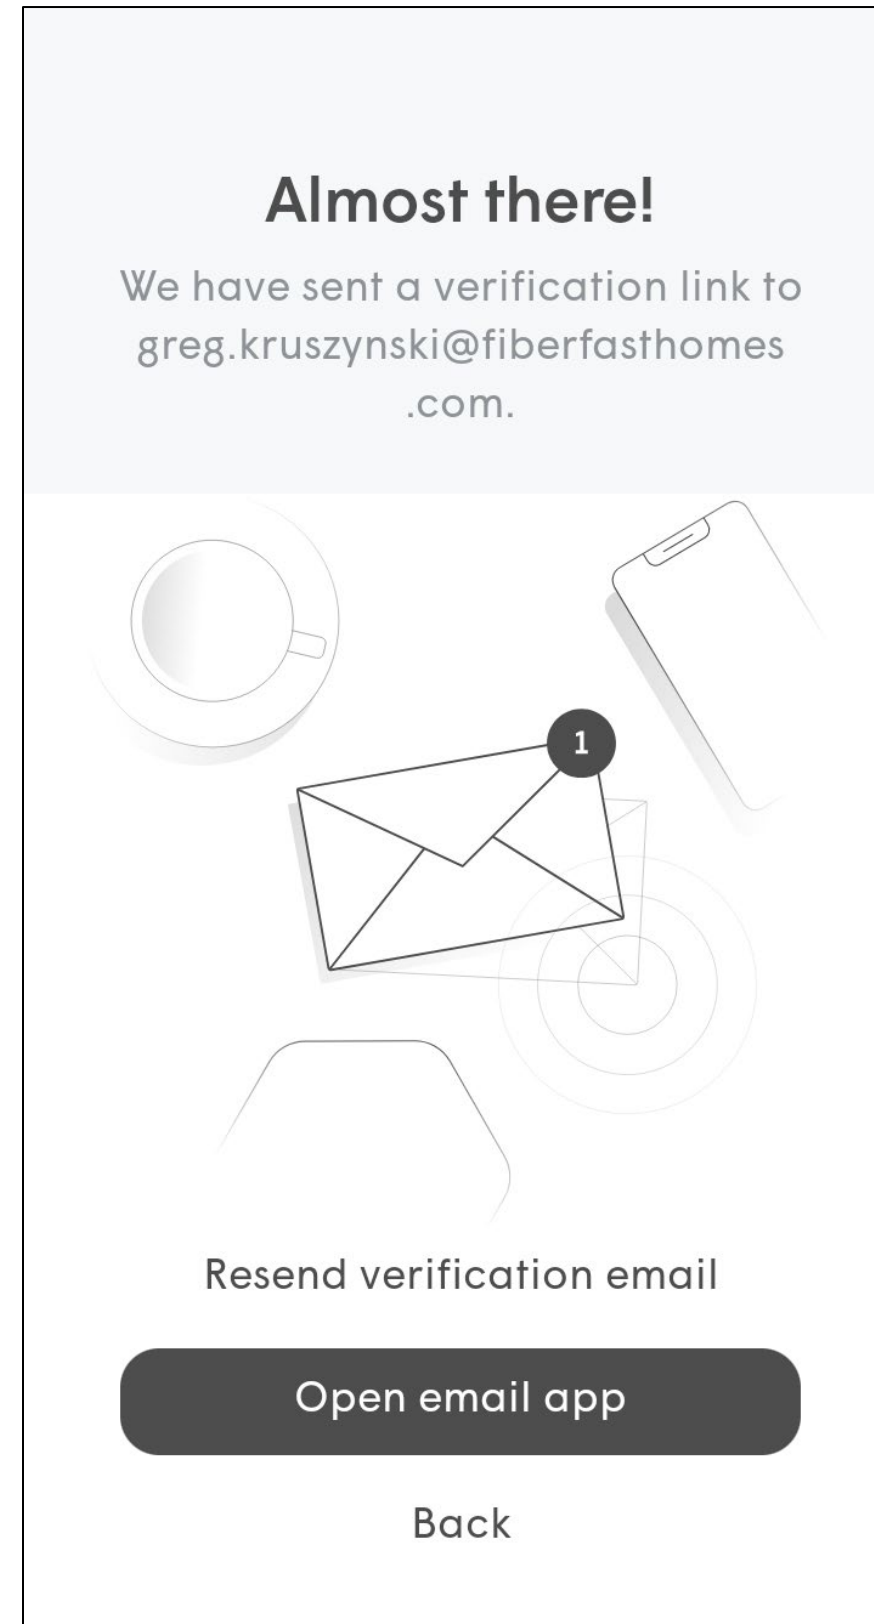 Almost there!
We have sent a verification link to
greg.kruszynski@fiberfasthomes
.com.
1
Resend verification email
Open email app
Back